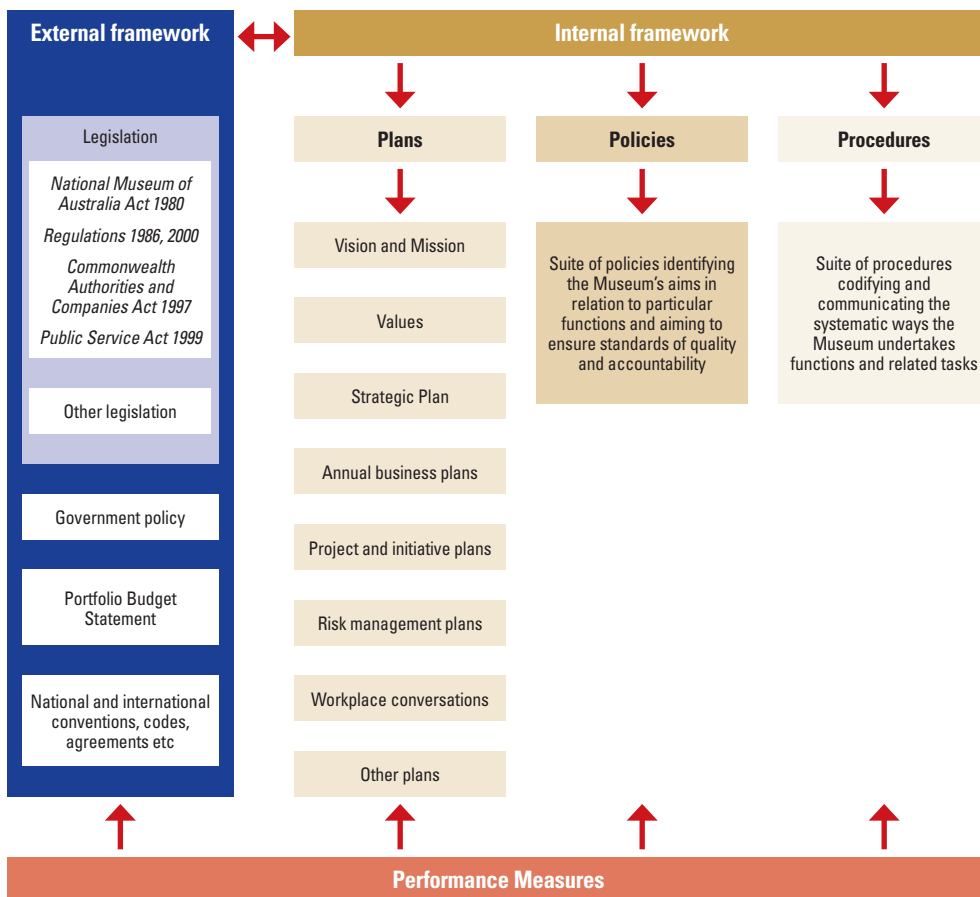 External framework
Legislation
National Museum of
Australia Act 1980
Regulations 1986, 2000
Commonwealth
Authorities and
Companies Act 1997
Public Service Act 1999
Other legislation
Government policy
Portfolio Budget
Statement
National and international
conventions, codes,
agreements etc
Internal framework
Plans
Vision and Mission
Values
Strategic Plan
Annual business plans
Project and initiative plans
Risk management plans
Workplace conversations
Other plans
Policies
Suite of policies identifying
the Museum's aims in
relation to particular
functions and aiming to
ensure standards of quality
and accountability
Procedures
Suite of procedures
codifying and
communicating the
systematic ways the
Museum undertakes
functions and related tasks
Performance Measures